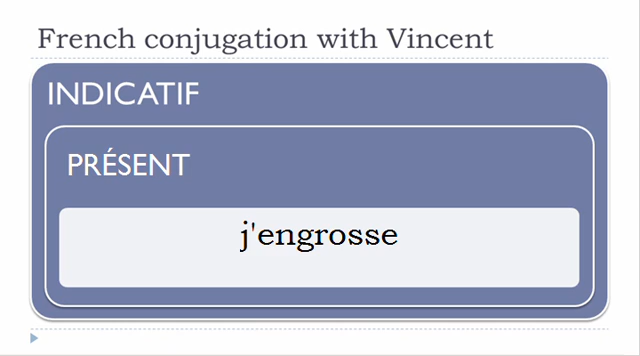 French conjugation with Vincent
INDICATIF
PRÉSENT
j'engrosse